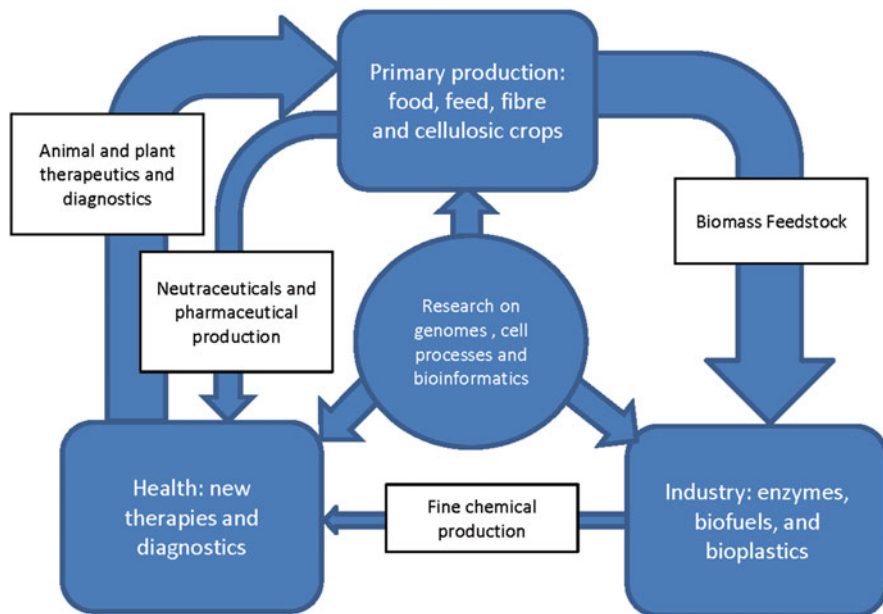 Primary production:
food, feed, fibre
and cellulosic crops
Animal and plant
therapeutics and
diagnostics
Biomass Feedstock
Neutraceuticals and
pharmaceutical
production
Research on
genomes , cell
processes and
bioinformatics
Health: new
therapies and
diagnostics
Fine chemical
production
Industry: enzymes,
biofuels, and
bioplastics